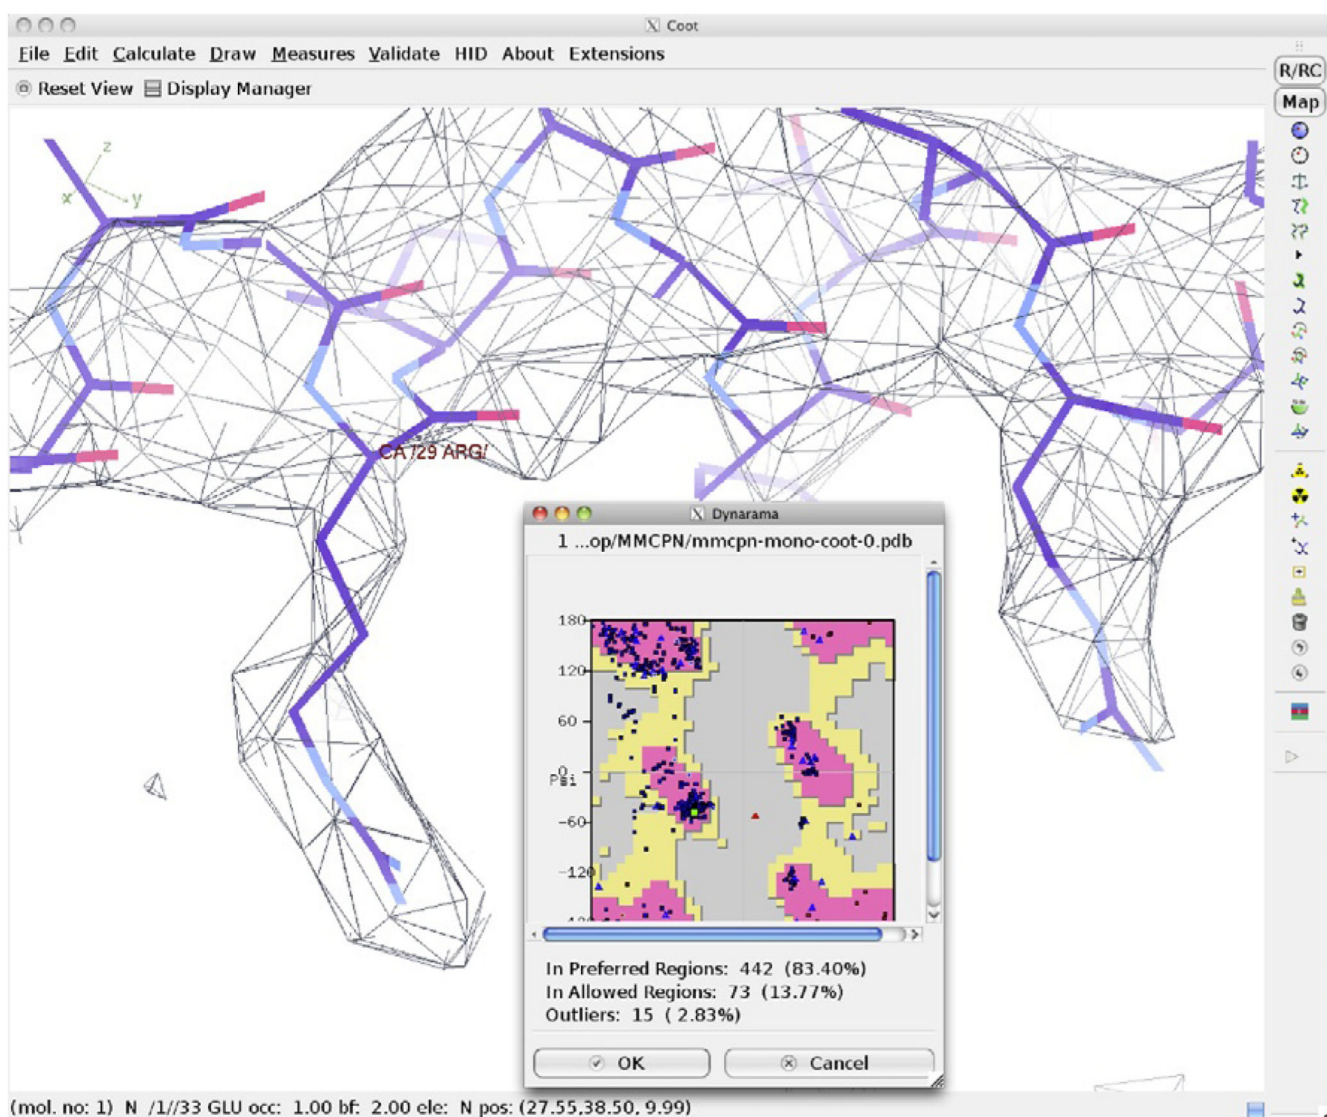 Coot
File Edit Calculate Draw Measures Validate HID About Extensions
Reset View Display Manager
R/RC
Map
z
x y
CA /29 ARG/
Dynarama
1 ...op/MMCPN/mmcpn-mono-coot-0.pdb
180
120
60
0
-60
-120
In Preferred Regions: 442 (83.40%)
In Allowed Regions: 73 (13.77%)
Outliers: 15 ( 2.83%)
OK Cancel
(mol. no: 1) N /1//33 GLU occ: 1.00 bf: 2.00 ele: N pos: (27.55,38.50, 9.99)